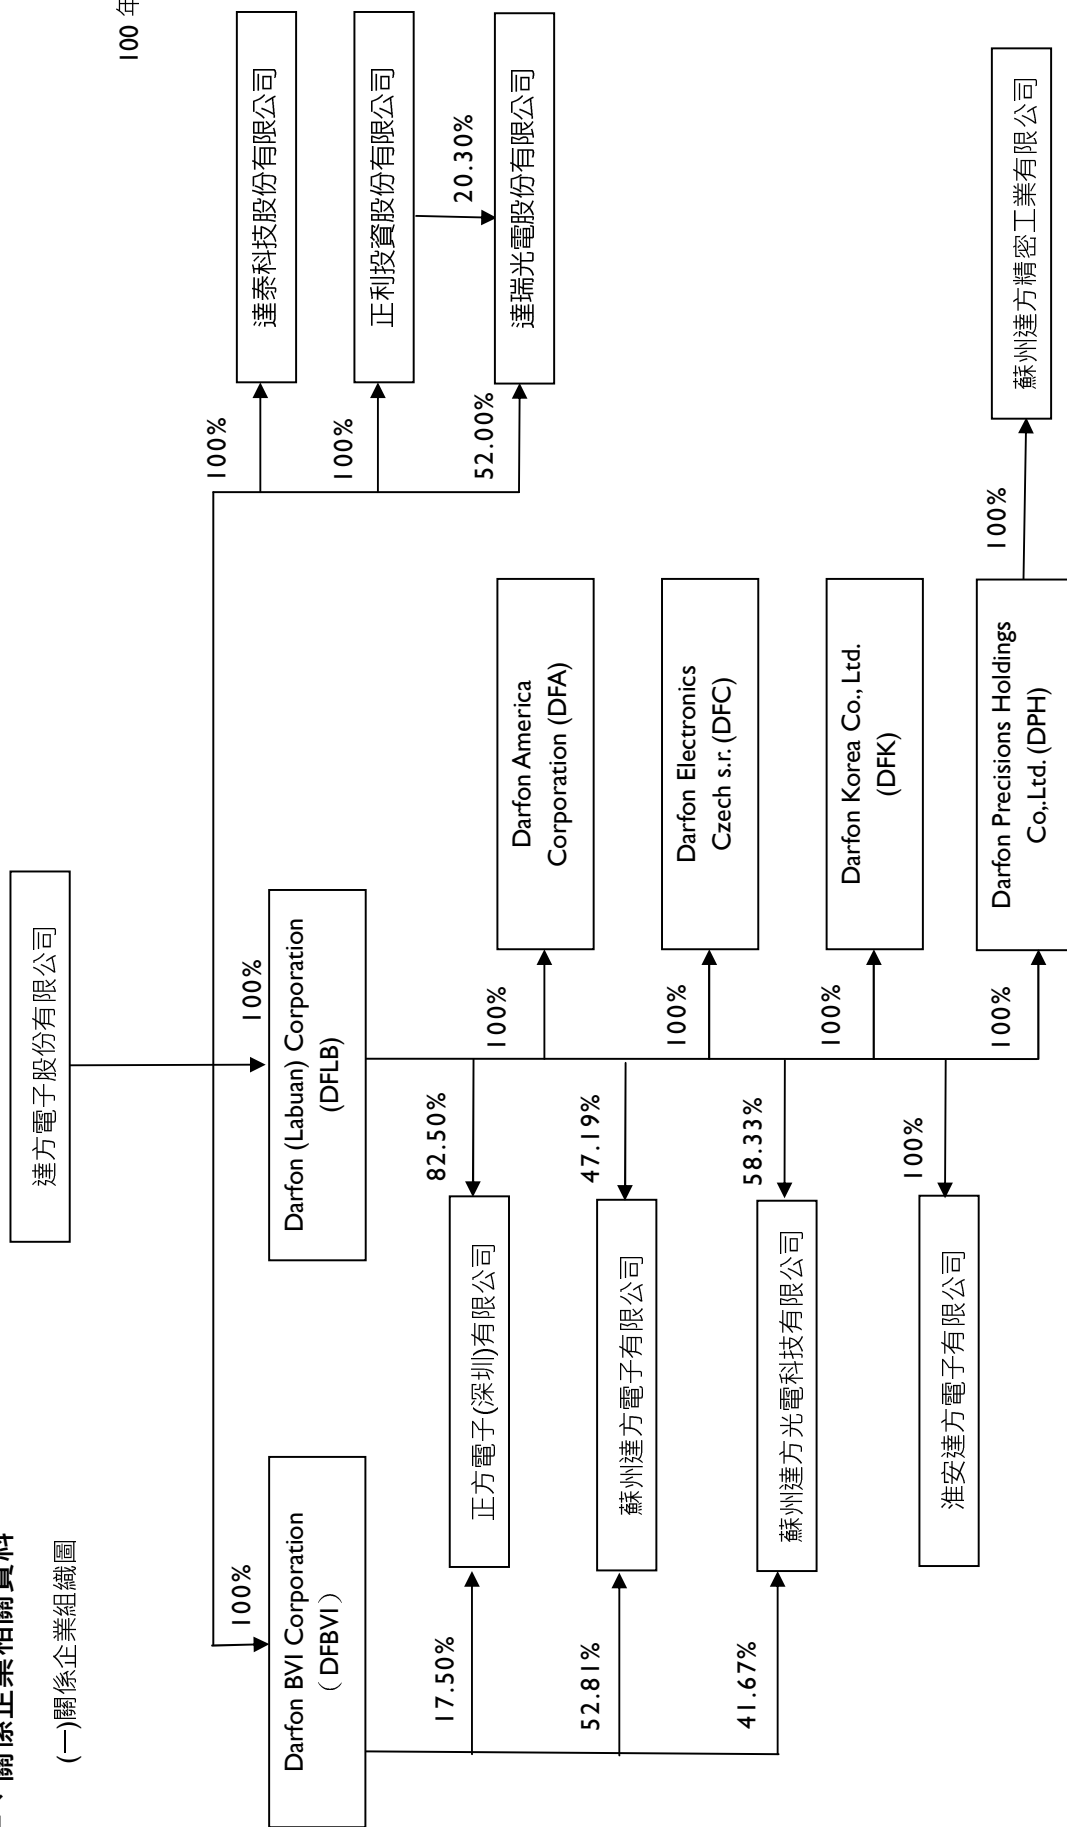 關係企業相關資料
(一)關係企業組織圖
100 年
達方電子股份有限公司
100%
100%
100%
100%
52.00%
Darfon BVI Corporation
（DFBVI）
Darfon (Labuan) Corporation
(DFLB)
達泰科技股份有限公司
正利投資股份有限公司
20.30%
達瑞光電股份有限公司
17.50%
正方電子(深圳)有限公司
82.50%
100%
Darfon America
Corporation (DFA)
52.81%
蘇州達方電子有限公司
47.19%
100%
Darfon Electronics
Czech s.r. (DFC)
41.67%
蘇州達方光電科技有限公司
58.33%
100%
Darfon Korea Co., Ltd.
(DFK)
淮安達方電子有限公司
100%
100%
Darfon Precisions Holdings
Co,.Ltd. (DPH)
100%
蘇州達方精密工業有限公司